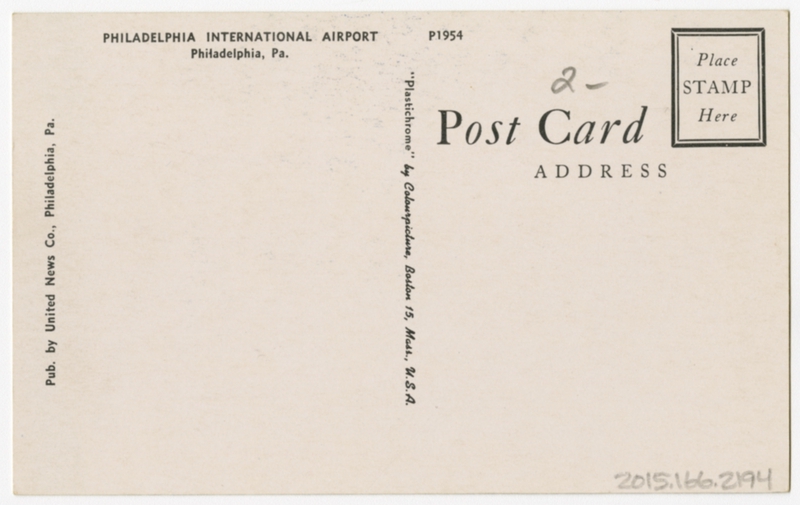 PHILADELPHIA INTERNATIONAL AIRPORT
Philadelphia, Pa.
P1954
Pub. by United News Co., Philadelphia, Pa.
"Plastichrome" by Colourpicture, Boston 15, Mass., U.S.A.
2-
Post Card
ADDRESS
Place
STAMP
Here
2015.166.2194